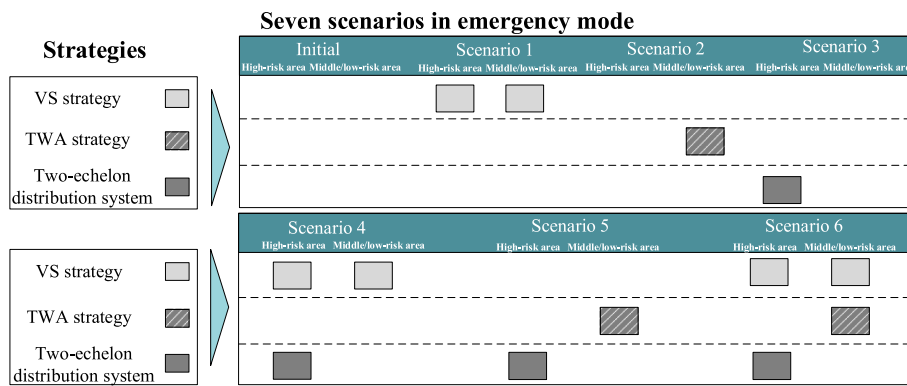 Seven scenarios in emergency mode
Strategies
Initial Scenario 1 Scenario 2 Scenario 3
High-risk area Middle/low-risk area High-risk area Middle/low-risk area High-risk area Middle/low-risk area High-risk area Middle/low-risk area
VS strategy
TWA strategy
Two-echelon
distribution system
Scenario 4 Scenario 5 Scenario 6
High-risk area Middle/low-risk area High-risk area Middle/low-risk area High-risk area Middle/low-risk area
VS strategy
TWA strategy
Two-echelon
distribution system